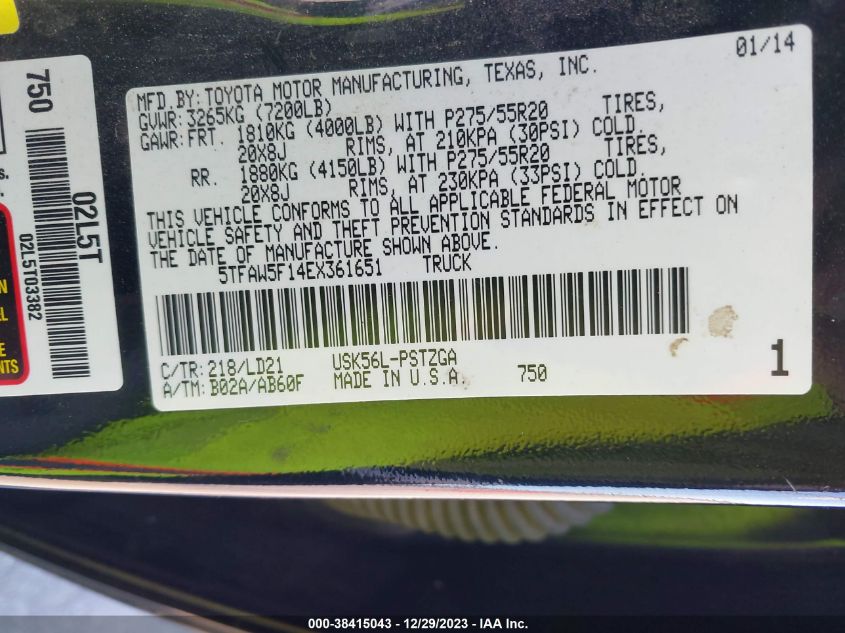 01/14
MFD.BY: TOYOTA MOTOR MANUFACTURING, TEXAS, INC.
GVWR: 3265KG (7200LB)
GAWR: FRT. 1810KG (4000LB) WITH P275/55R20 TIRES,
20X8J RIMS, AT 210KPA (30PSI) COLD.
RR. 1880KG (4150LB) WITH P275/55R20 TIRES,
20X8J RIMS, AT 230KPA (33PSI) COLD.
THIS VEHICLE CONFORMS TO ALL APPLICABLE FEDERAL MOTOR
VEHICLE SAFETY AND THEFT PREVENTION STANDARDS IN EFFECT ON
THE DATE OF MANUFACTURE SHOWN ABOVE.
5TFAW5F14EX361651 TRUCK
C/TR: 218/LD21 USK56L-PSTZGA
A/TM: B02A/AB60F MADE IN U.S.A. 750
1
750
02L5T
02L5T03382
000-38415043 - 12/29/2023 - IAA Inc.